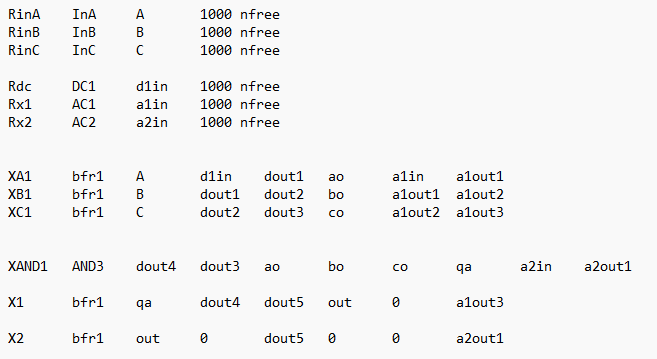 RinA InA A 1000 nfree
RinB InB B 1000 nfree
RinC InC C 1000 nfree
Rdc DC1 d1in 1000 nfree
Rx1 AC1 a1in 1000 nfree
Rx2 AC2 a2in 1000 nfree
XA1 bfr1 A d1in dout1 ao a1in a1out1
XB1 bfr1 B dout1 dout2 bo a1out1 a1out2
XC1 bfr1 C dout2 dout3 co a1out2 a1out3
XAND1 AND3 dout4 dout3 ao bo co qa a2in a2out1
X1 bfr1 qa dout4 dout5 out 0 a1out3
X2 bfr1 out 0 dout5 0 0 a2out1